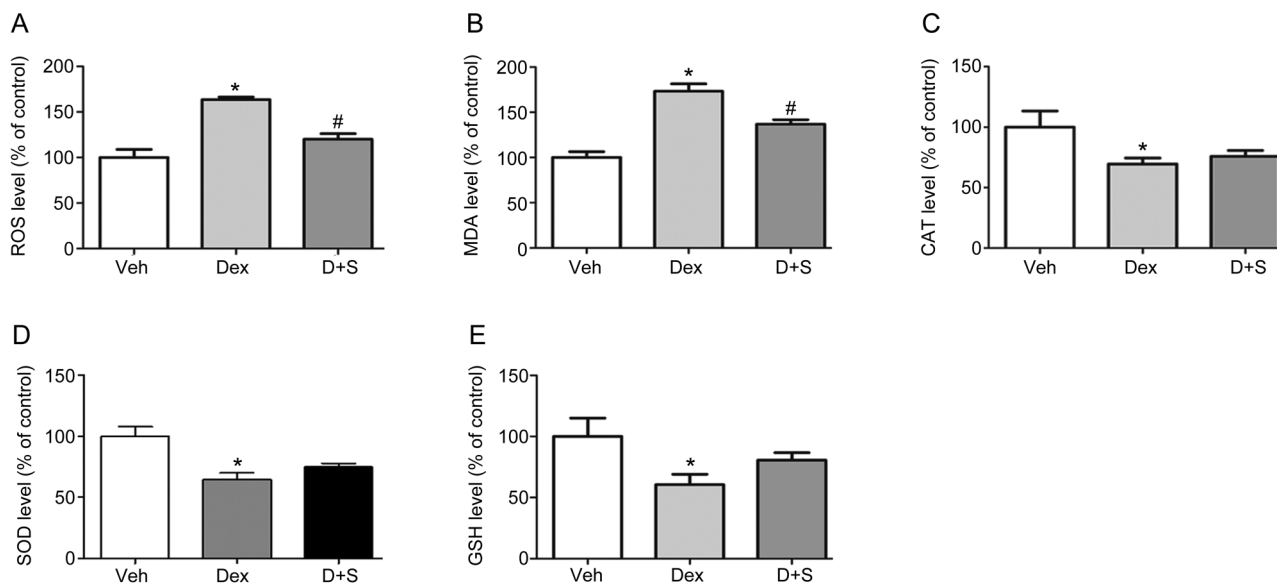 A
ROS level (% of control)
200
150
100
50
0
*
#
Veh Dex D+S
B
MDA level (% of control)
200
150
100
50
0
*
#
Veh Dex D+S
C
CAT level (% of control)
150
100
50
0
*
Veh Dex D+S
D
SOD level (% of control)
150
100
50
0
*
Veh Dex D+S
E
GSH level (% of control)
150
100
50
0
*
Veh Dex D+S